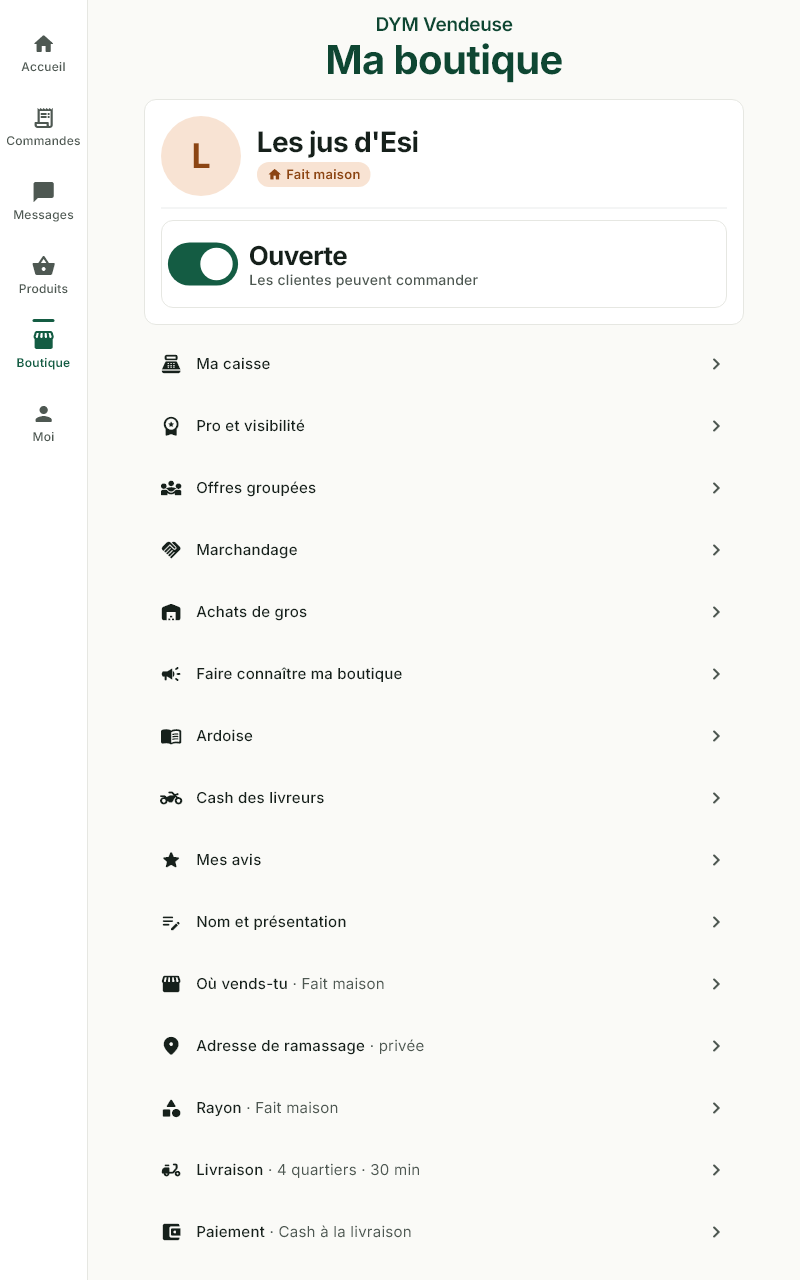 DYM Vendeuse
Ma boutique
Accueil
Commandes
Messages
Produits
Boutique
Moi
L
Les jus d'Esi
Fait maison
Ouverte
Les clientes peuvent commander
Ma caisse
Pro et visibilité
Offres groupées
Marchandage
Achats de gros
Faire connaître ma boutique
Ardoise
Cash des livreurs
Mes avis
Nom et présentation
Où vends-tu · Fait maison
Adresse de ramassage · privée
Rayon · Fait maison
Livraison · 4 quartiers · 30 min
Paiement · Cash à la livraison